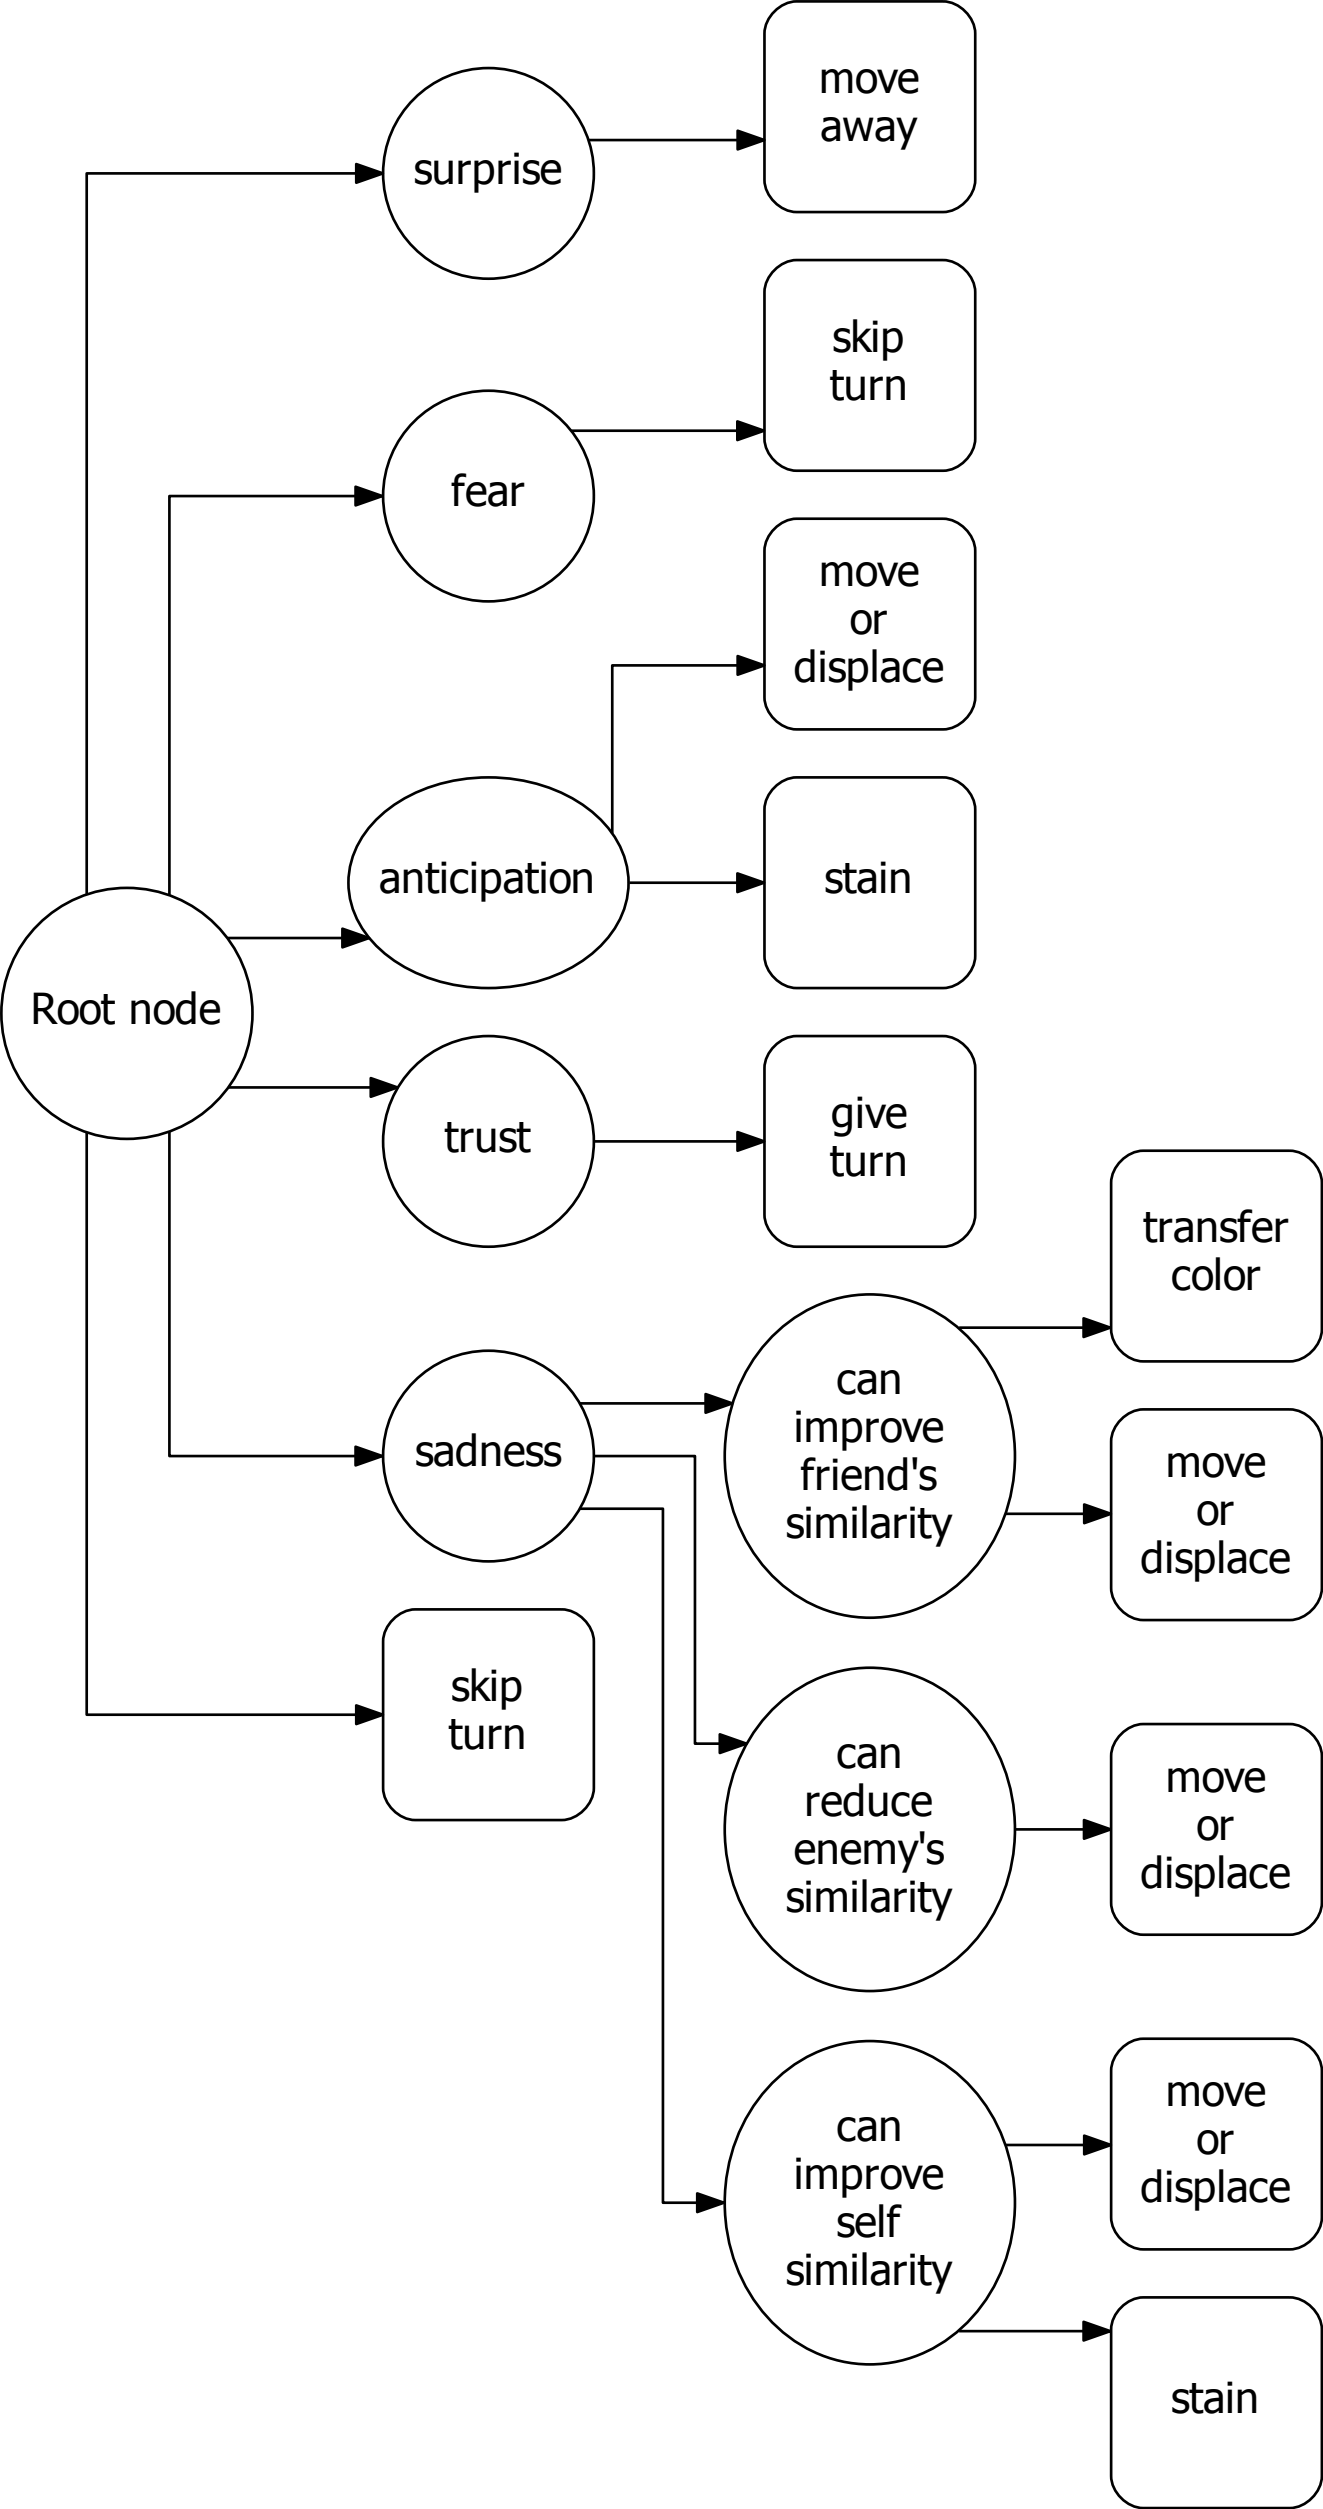 move
away
surprise
skip
turn
fear
move
or
displace
anticipation
stain
Root node
trust
give
turn
transfer
color
sadness
can
improve
friend's
similarity
move
or
displace
skip
turn
can
reduce
enemy's
similarity
move
or
displace
can
improve
self
similarity
move
or
displace
stain